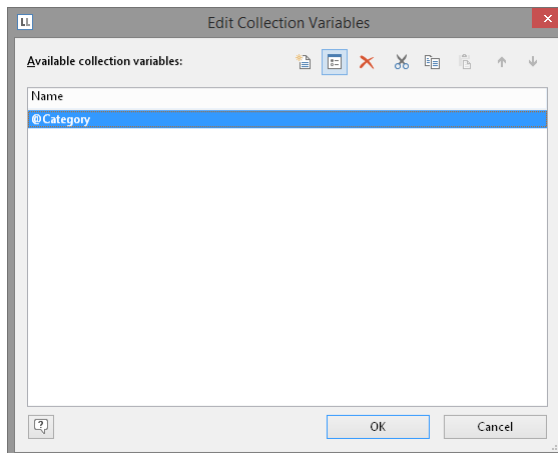 LL
Edit Collection Variables
Available collection variables:
Name
@Category
OK
Cancel